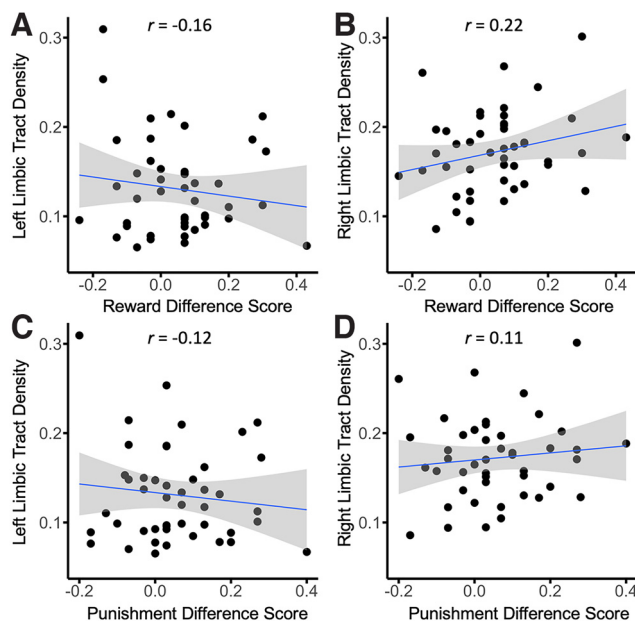 A
r = -0.16
Left Limbic Tract Density
0.3
0.2
0.1
-0.2 0.0 0.2 0.4
Reward Difference Score
B
r = 0.22
Right Limbic Tract Density
0.3
0.2
0.1
-0.2 0.0 0.2 0.4
Reward Difference Score
C
r = -0.12
Left Limbic Tract Density
0.3
0.2
0.1
-0.2 0.0 0.2 0.4
Punishment Difference Score
D
r = 0.11
Right Limbic Tract Density
0.3
0.2
0.1
-0.2 0.0 0.2 0.4
Punishment Difference Score